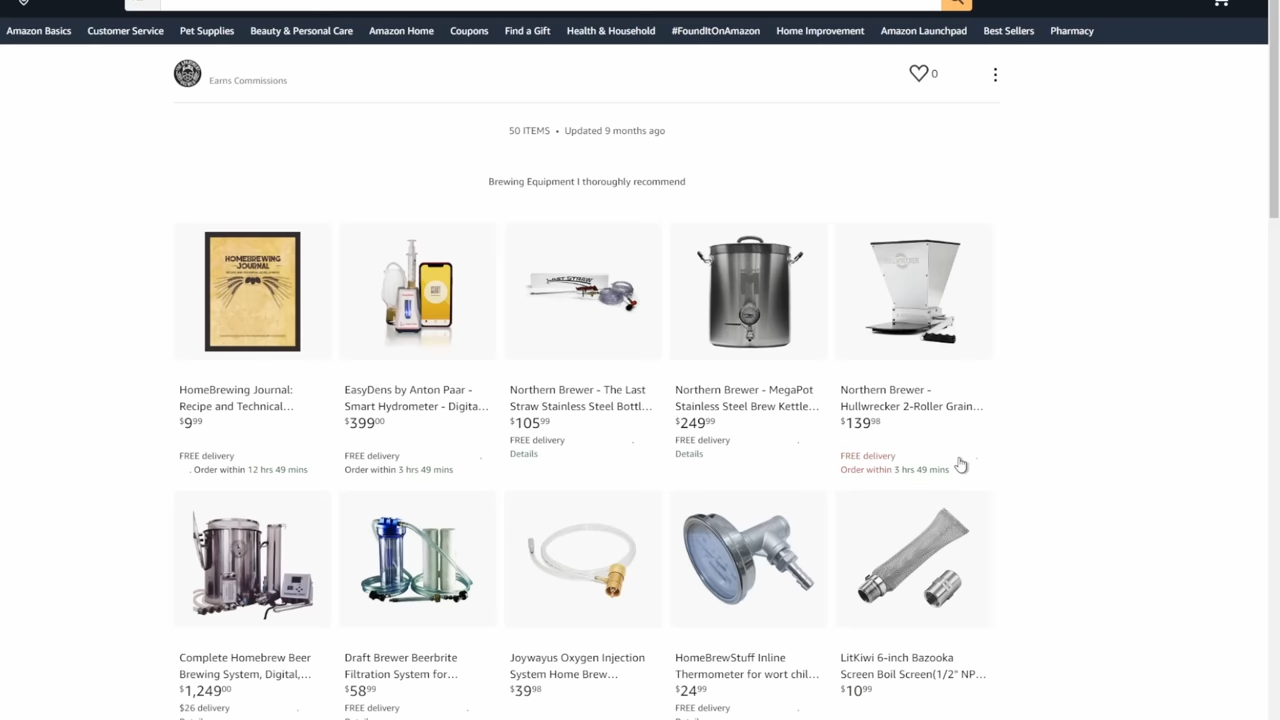 Amazon Basics Customer Service Pet Supplies Beauty & Personal Care Amazon Home Coupons Find a Gift Health & Household #FoundItOnAmazon Home Improvement Amazon Launchpad Best Sellers Pharmacy
Earns Commissions
0
50 ITEMS • Updated 9 months ago
Brewing Equipment I thoroughly recommend
HOMEBREWING
JOURNAL
LAST STRAW
HomeBrewing Journal:
Recipe and Technical...
$9.99
FREE delivery
. Order within 12 hrs 49 mins
EasyDens by Anton Paar -
Smart Hydrometer - Digita...
$399.00
FREE delivery
Order within 3 hrs 49 mins
Northern Brewer - The Last
Straw Stainless Steel Bottl...
$105.99
FREE delivery
Details
Northern Brewer - MegaPot
Stainless Steel Brew Kettle...
$249.99
FREE delivery
Details
Northern Brewer -
Hullwrecker 2-Roller Grain...
$139.98
FREE delivery
Order within 3 hrs 49 mins
Complete Homebrew Beer
Brewing System, Digital,...
$1,249.00
$26 delivery
Draft Brewer Beerbrite
Filtration System for...
$58.99
FREE delivery
Joywayus Oxygen Injection
System Home Brew...
$39.98
HomeBrewStuff Inline
Thermometer for wort chil...
$24.99
FREE delivery
LitKiwi 6-inch Bazooka
Screen Boil Screen(1/2" NP...
$10.99